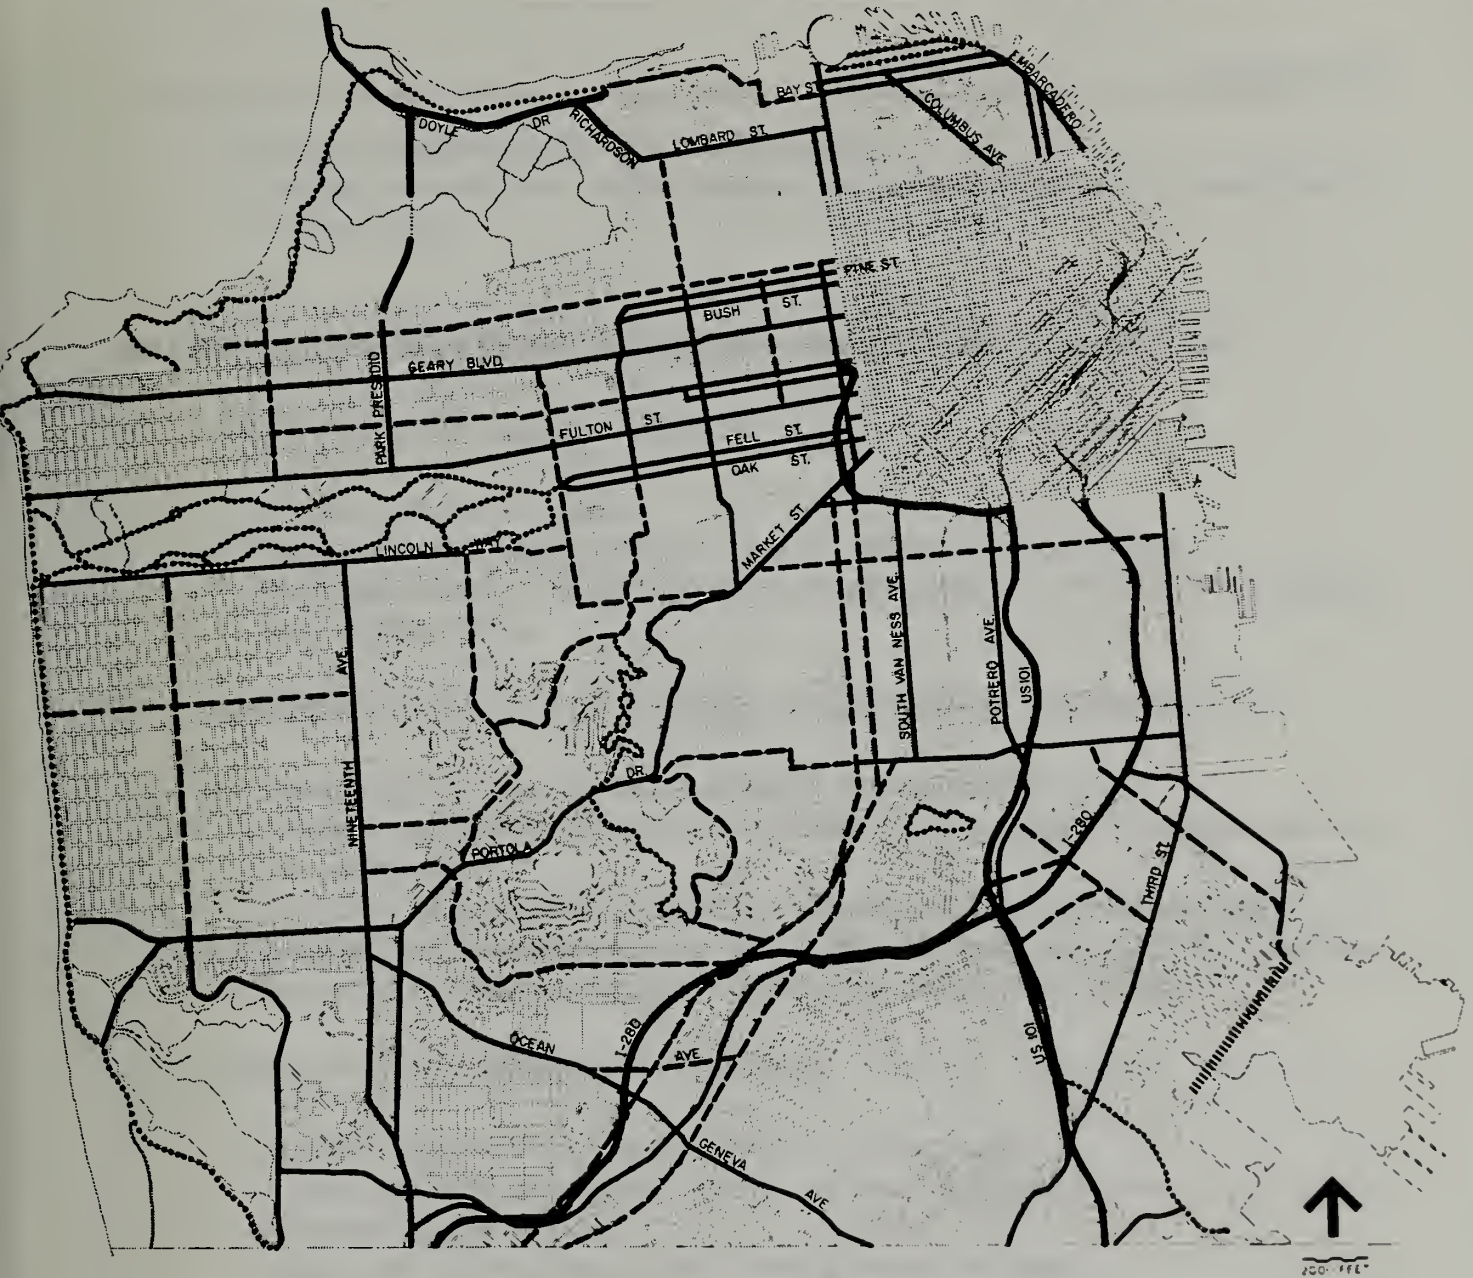 EMBARCADERO
BAY ST.
COLUMBUS AVE.
DOYLE DR
RICHARDSON
LOMBARD ST.
PINE ST.
BUSH ST.
GEARY BLVD.
PARK PRESIDIO
FULTON ST.
FELL ST.
OAK ST.
MARKET ST.
LINCOLN WAY
SOUTH VAN NESS AVE.
POTRERO AVE.
US 101
NINETEENTH AVE.
DR.
PORTOLA
I-280
THIRD ST.
OCEAN AVE
I-280
US 101
GENEVA AVE